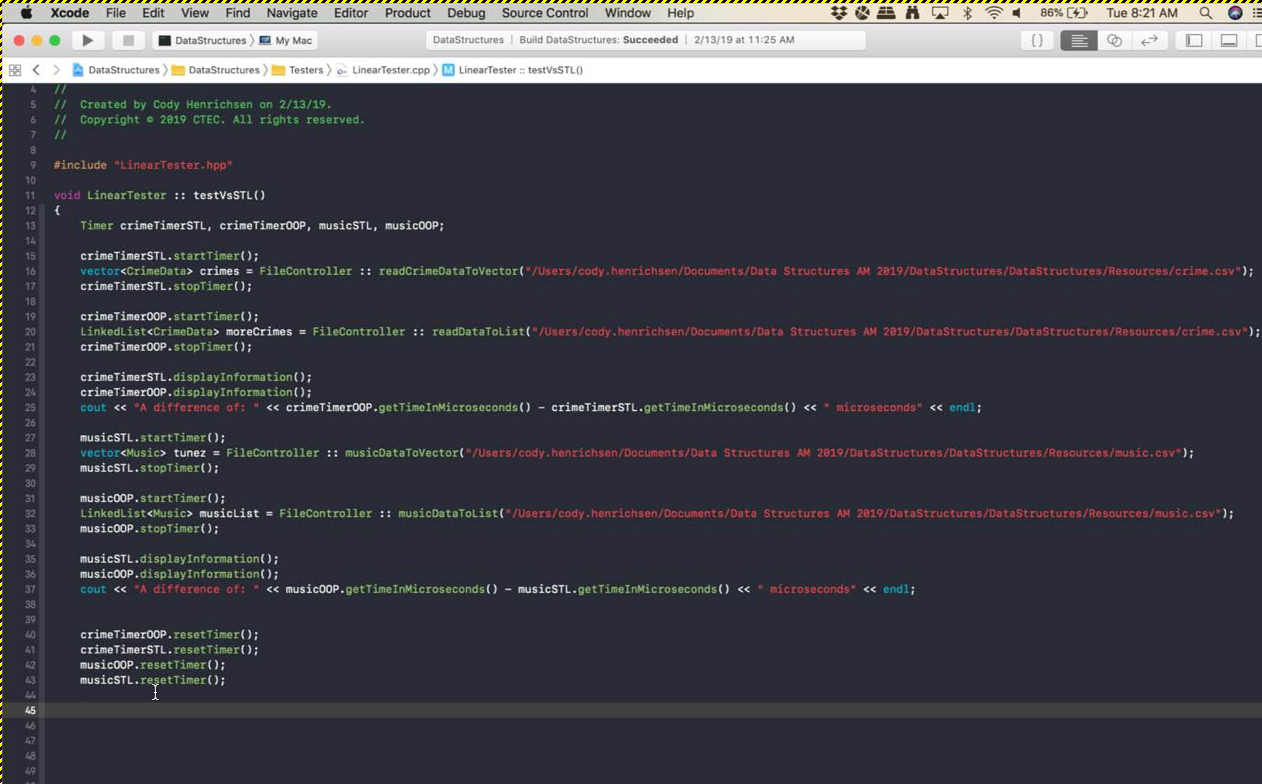 Xcode File Edit View Find Navigate Editor Product Debug Source Control Window Help 86% Tue 8:21 AM
DataStructures 〉 My Mac DataStructures | Build DataStructures: Succeeded | 2/13/19 at 11:25 AM {}
DataStructures 〉 DataStructures 〉 Testers 〉 LinearTester.cpp 〉 M LinearTester :: testVsSTL()
4 //
5 // Created by Cody Henrichsen on 2/13/19.
6 // Copyright © 2019 CTEC. All rights reserved.
7 //
8
9 #include "LinearTester.hpp"
10
11 void LinearTester :: testVsSTL()
12 {
13 Timer crimeTimerSTL, crimeTimerOOP, musicSTL, musicOOP;
14
15 crimeTimerSTL.startTimer();
16 vector<CrimeData> crimes = FileController :: readCrimeDataToVector("/Users/cody.henrichsen/Documents/Data Structures AM 2019/DataStructures/DataStructures/Resources/crime.csv");
17 crimeTimerSTL.stopTimer();
18
19 crimeTimerOOP.startTimer();
20 LinkedList<CrimeData> moreCrimes = FileController :: readDataToList("/Users/cody.henrichsen/Documents/Data Structures AM 2019/DataStructures/DataStructures/Resources/crime.csv");
21 crimeTimerOOP.stopTimer();
22
23 crimeTimerSTL.displayInformation();
24 crimeTimerOOP.displayInformation();
25 cout << "A difference of: " << crimeTimerOOP.getTimeInMicroseconds() - crimeTimerSTL.getTimeInMicroseconds() << " microseconds" << endl;
26
27 musicSTL.startTimer();
28 vector<Music> tunez = FileController :: musicDataToVector("/Users/cody.henrichsen/Documents/Data Structures AM 2019/DataStructures/DataStructures/Resources/music.csv");
29 musicSTL.stopTimer();
30
31 musicOOP.startTimer();
32 LinkedList<Music> musicList = FileController :: musicDataToList("/Users/cody.henrichsen/Documents/Data Structures AM 2019/DataStructures/DataStructures/Resources/music.csv");
33 musicOOP.stopTimer();
34
35 musicSTL.displayInformation();
36 musicOOP.displayInformation();
37 cout << "A difference of: " << musicOOP.getTimeInMicroseconds() - musicSTL.getTimeInMicroseconds() << " microseconds" << endl;
38
39
40 crimeTimerOOP.resetTimer();
41 crimeTimerSTL.resetTimer();
42 musicOOP.resetTimer();
43 musicSTL.resetTimer();
44
45
46
47
48
49